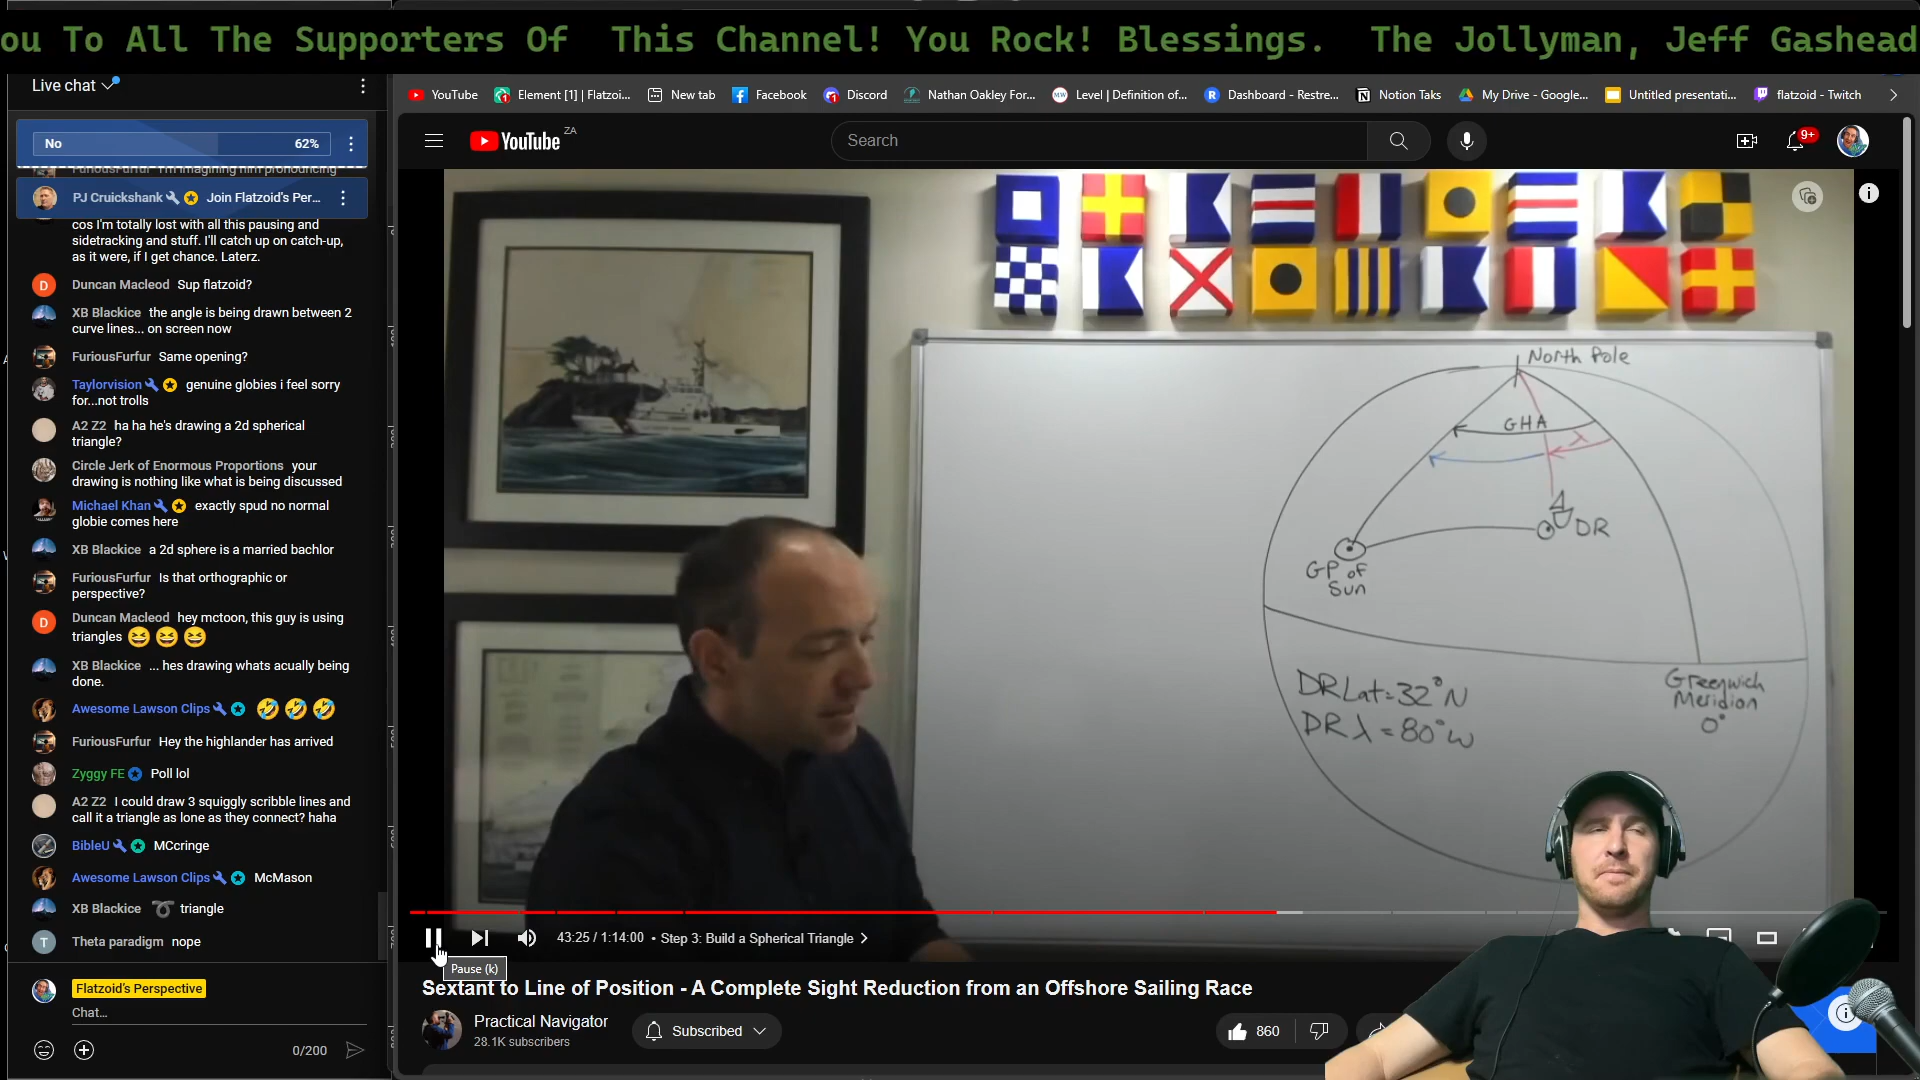 ou To All The Supporters Of This Channel! You Rock! Blessings. The Jollyman, Jeff Gashead
Live chat
No 62%
PJ Cruickshank Join Flatzoid's Per...
cos I'm totally lost with all this pausing and
sidetracking and stuff. I'll catch up on catch-up,
as it were, if I get chance. Laterz.
D
Duncan Macleod Sup flatzoid?
XB Blackice the angle is being drawn between 2
curve lines... on screen now
FuriousFurfur Same opening?
Taylorvision genuine globies i feel sorry
for...not trolls
A2 Z2 ha ha he's drawing a 2d spherical
triangle?
Circle Jerk of Enormous Proportions your
drawing is nothing like what is being discussed
Michael Khan exactly spud no normal
globie comes here
XB Blackice a 2d sphere is a married bachlor
FuriousFurfur Is that orthographic or
perspective?
D
Duncan Macleod hey mctoon, this guy is using
triangles
XB Blackice ... hes drawing whats acually being
done.
Awesome Lawson Clips
FuriousFurfur Hey the highlander has arrived
Zyggy FE Poll lol
A2 Z2 I could draw 3 squiggly scribble lines and
call it a triangle as lone as they connect? haha
BibleU MCcringe
Awesome Lawson Clips McMason
XB Blackice triangle
T
Theta paradigm nope
Flatzoid's Perspective
Chat...
0/200
YouTube
Element [1] | Flatzoi...
New tab
Facebook
Discord
Nathan Oakley For...
Level | Definition of...
Dashboard - Restre...
Notion Taks
My Drive - Google...
Untitled presentati...
flatzoid - Twitch
YouTube ZA
Search
9+
North Pole
GHA
λ
DR
GP of
Sun
DR Lat=32°N
DR λ = 80°W
Greenwich
Meridian
0°
43:25 / 1:14:00 • Step 3: Build a Spherical Triangle
Pause (k)
Sextant to Line of Position - A Complete Sight Reduction from an Offshore Sailing Race
Practical Navigator
28.1K subscribers
Subscribed
860